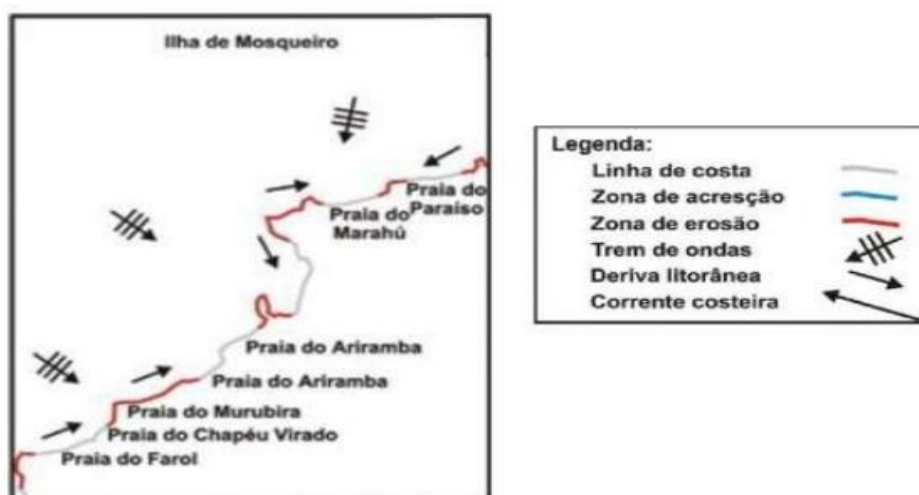 Ilha de Mosqueiro
Praia do
Paraíso
Praia do
Marahú
Praia do Ariramba
Praia do Ariramba
Praia do Murubira
Praia do Chapéu Virado
Praia do Farol
Legenda:
Linha de costa
Zona de acresção
Zona de erosão
Trem de ondas
Deriva litorânea
Corrente costeira